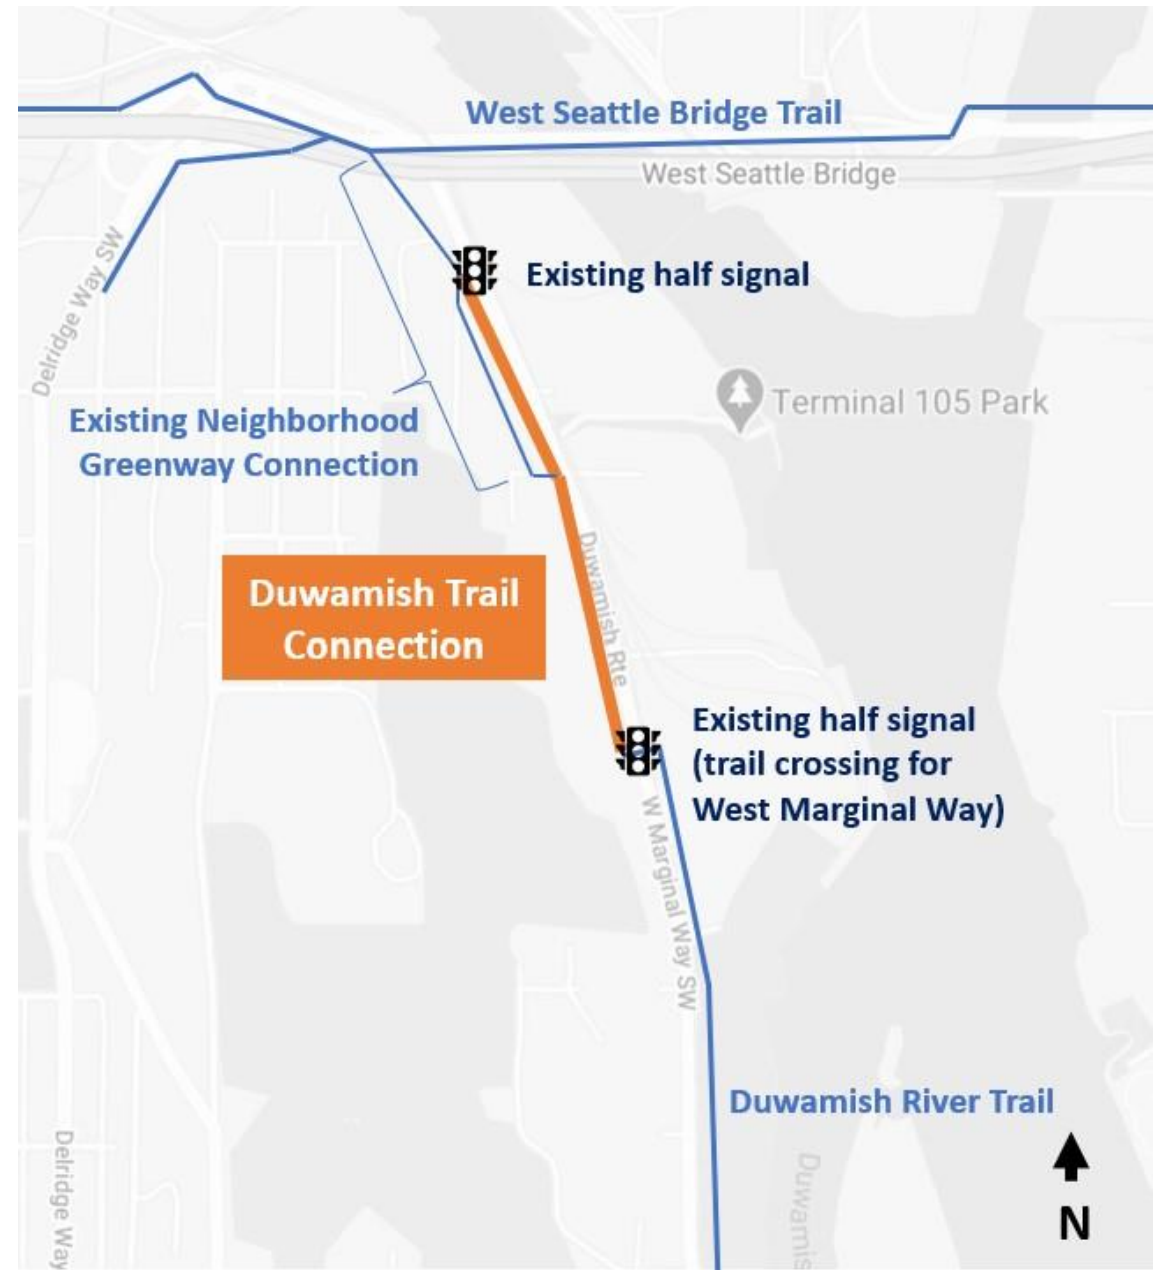 West Seattle Bridge Trail
West Seattle Bridge
Delridge Way SW
Existing half signal
Terminal 105 Park
Existing Neighborhood
Greenway Connection
Duwamish Rte
Duwamish Trail
Connection
Existing half signal
(trail crossing for
West Marginal Way)
W Marginal Way SW
Duwamish River Trail
Delridge Way
Duwamis
N